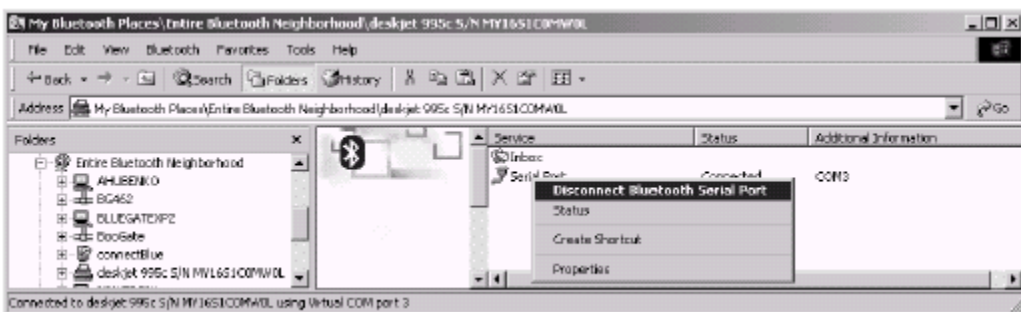 My Bluetooth Places\Entire Bluetooth Neighborhood\deskjet 995c S/N MY1651C0MW0L
File Edit View Bluetooth Favorites Tools Help
Back Search Folders History
Address My Bluetooth Places\Entire Bluetooth Neighborhood\deskjet 995c S/N MY1651C0MW0L Go
Folders
Entire Bluetooth Neighborhood
AHUBENKO
BG462
BLUEGATEXP2
BooGate
connectBlue
deskjet 995c S/N MY1651C0MW0L
Service Status Additional Information
Inbox
Serial Port Connected COM3
Disconnect Bluetooth Serial Port
Status
Create Shortcut
Properties
Connected to deskjet 995c S/N MY1651C0MW0L using Virtual COM port 3